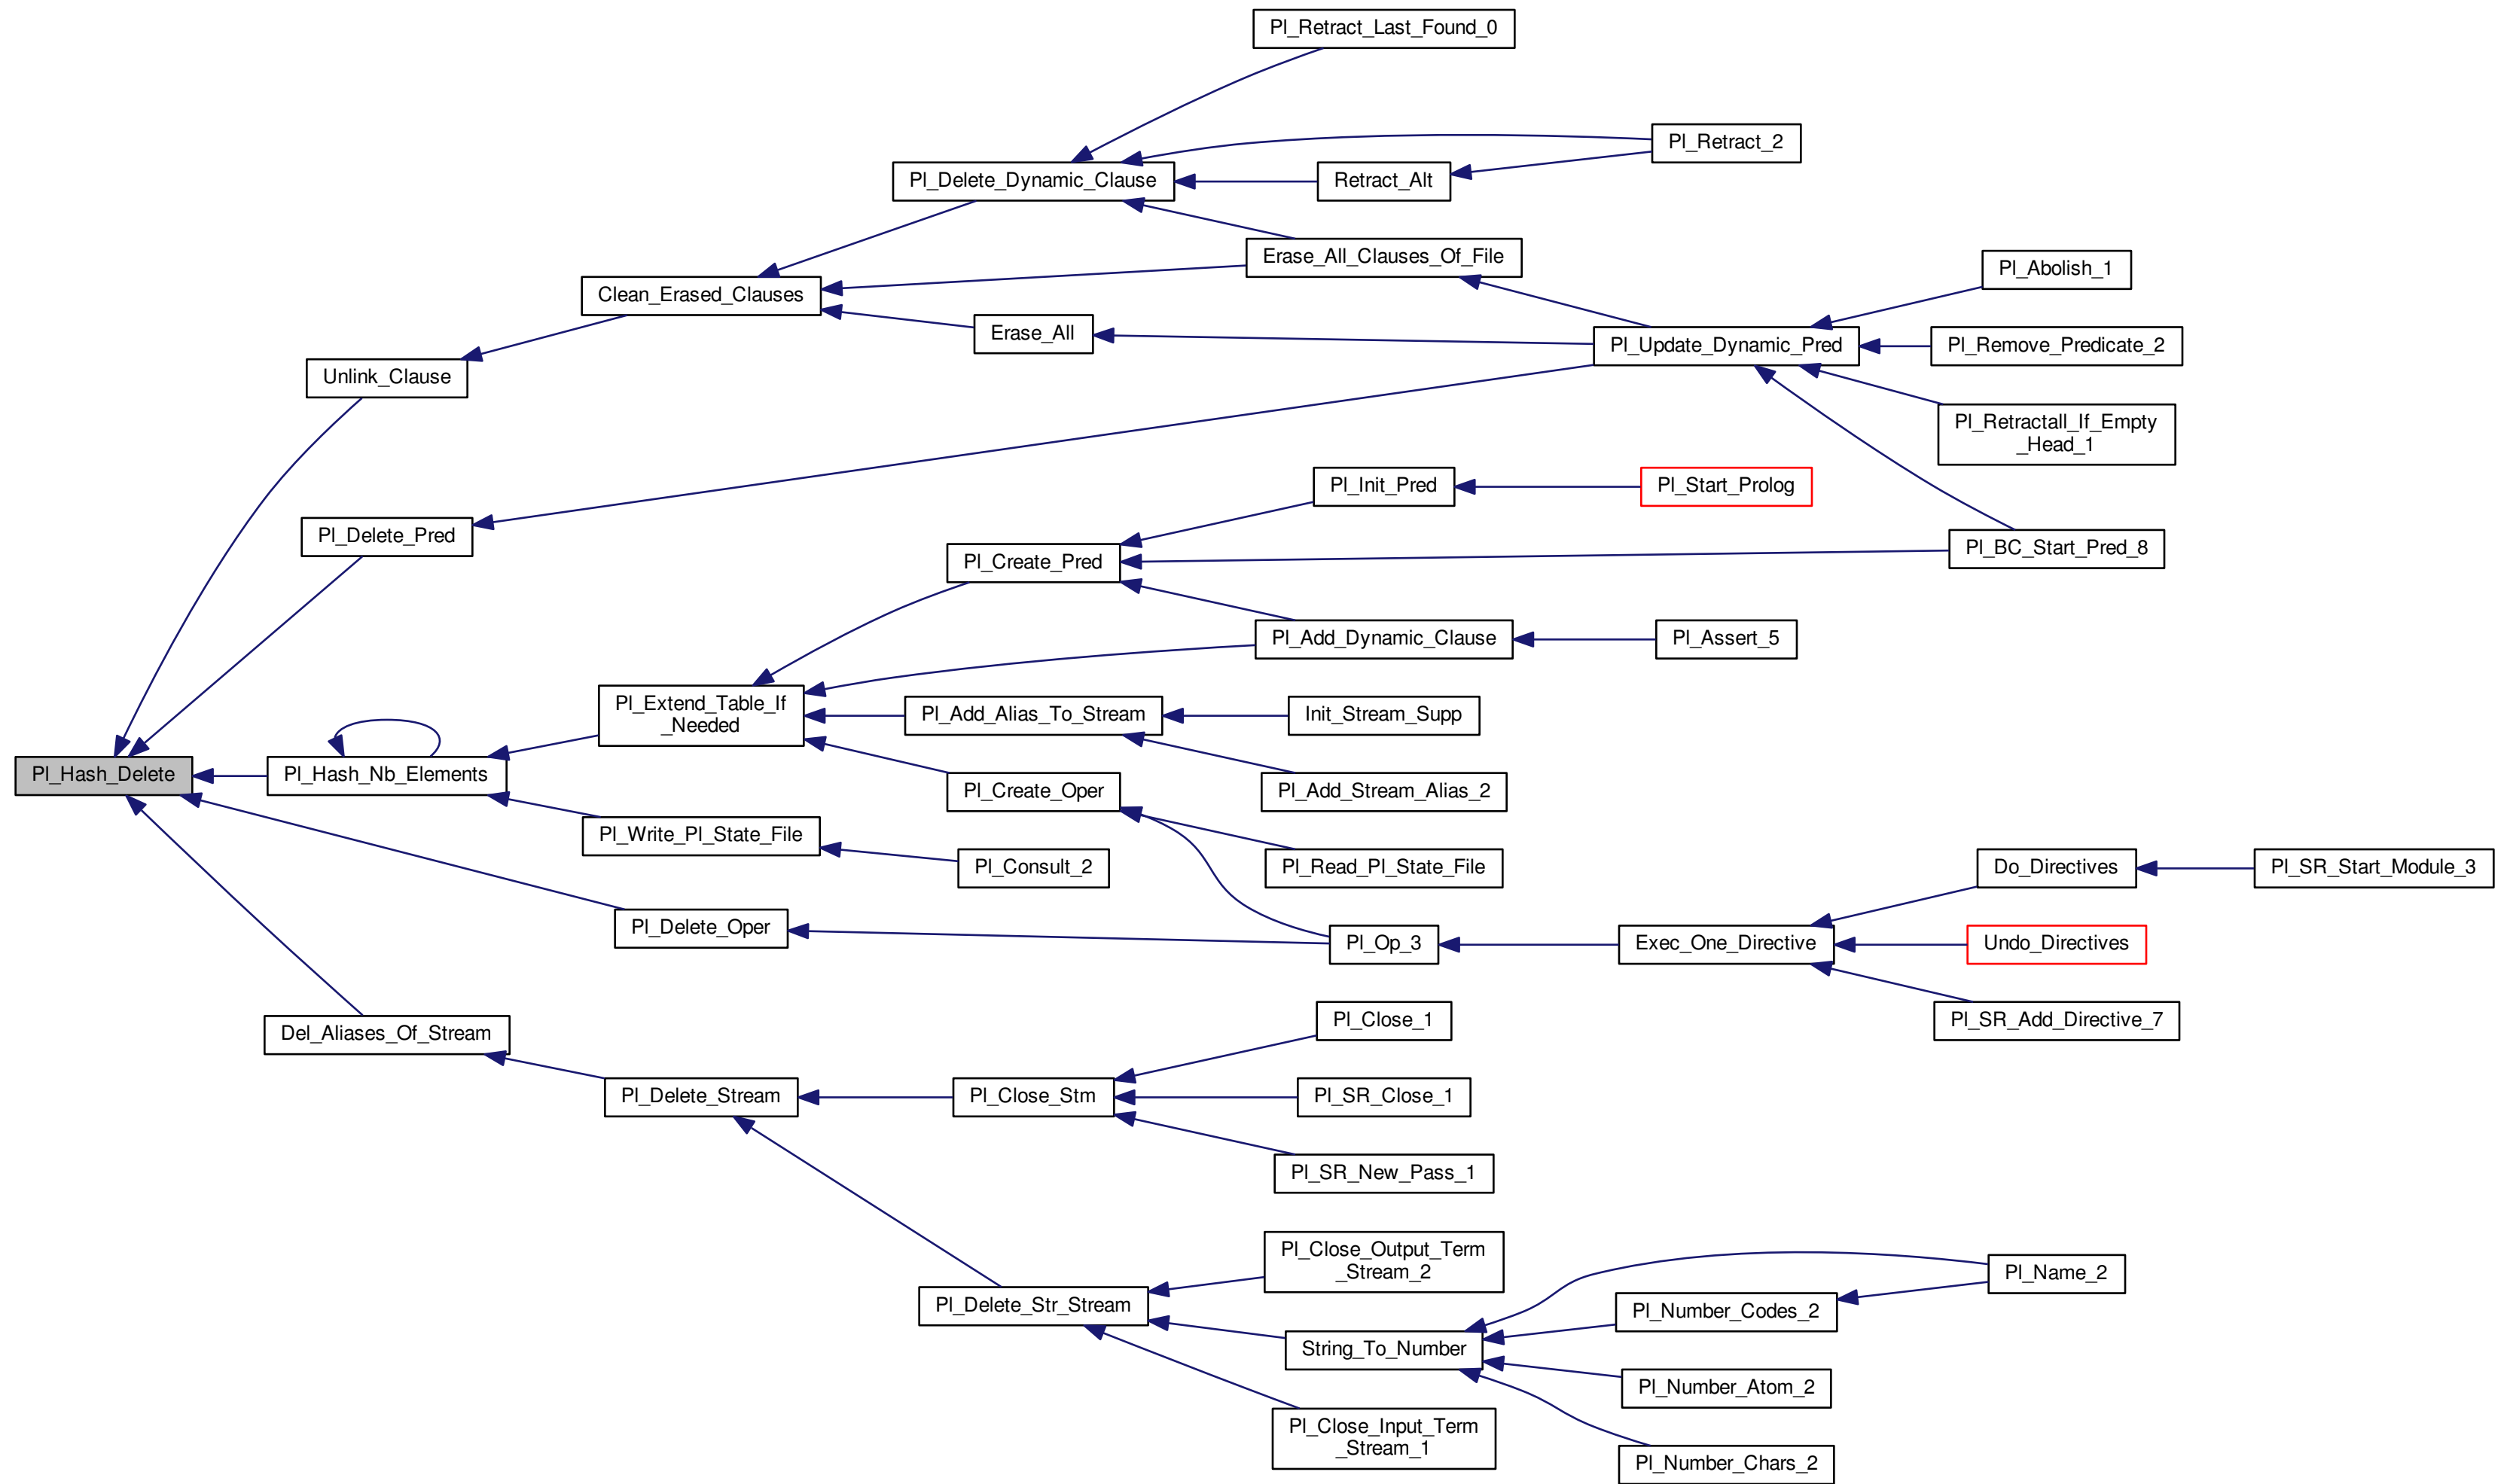 Pl_Retract_Last_Found_0
Pl_Retract_2
Pl_Delete_Dynamic_Clause
Retract_Alt
Erase_All_Clauses_Of_File
Pl_Abolish_1
Clean_Erased_Clauses
Erase_All
Pl_Update_Dynamic_Pred
Pl_Remove_Predicate_2
Unlink_Clause
Pl_Retractall_If_Empty
_Head_1
Pl_Init_Pred
Pl_Start_Prolog
Pl_Delete_Pred
Pl_Create_Pred
Pl_BC_Start_Pred_8
Pl_Add_Dynamic_Clause
Pl_Assert_5
Pl_Extend_Table_If
_Needed
Pl_Add_Alias_To_Stream
Init_Stream_Supp
Pl_Hash_Delete
Pl_Hash_Nb_Elements
Pl_Create_Oper
Pl_Add_Stream_Alias_2
Pl_Write_Pl_State_File
Pl_Consult_2
Pl_Read_Pl_State_File
Do_Directives
Pl_SR_Start_Module_3
Pl_Delete_Oper
Pl_Op_3
Exec_One_Directive
Undo_Directives
Pl_SR_Add_Directive_7
Del_Aliases_Of_Stream
Pl_Close_1
Pl_Delete_Stream
Pl_Close_Stm
Pl_SR_Close_1
Pl_SR_New_Pass_1
Pl_Close_Output_Term
_Stream_2
Pl_Name_2
Pl_Delete_Str_Stream
Pl_Number_Codes_2
String_To_Number
Pl_Number_Atom_2
Pl_Close_Input_Term
_Stream_1
Pl_Number_Chars_2